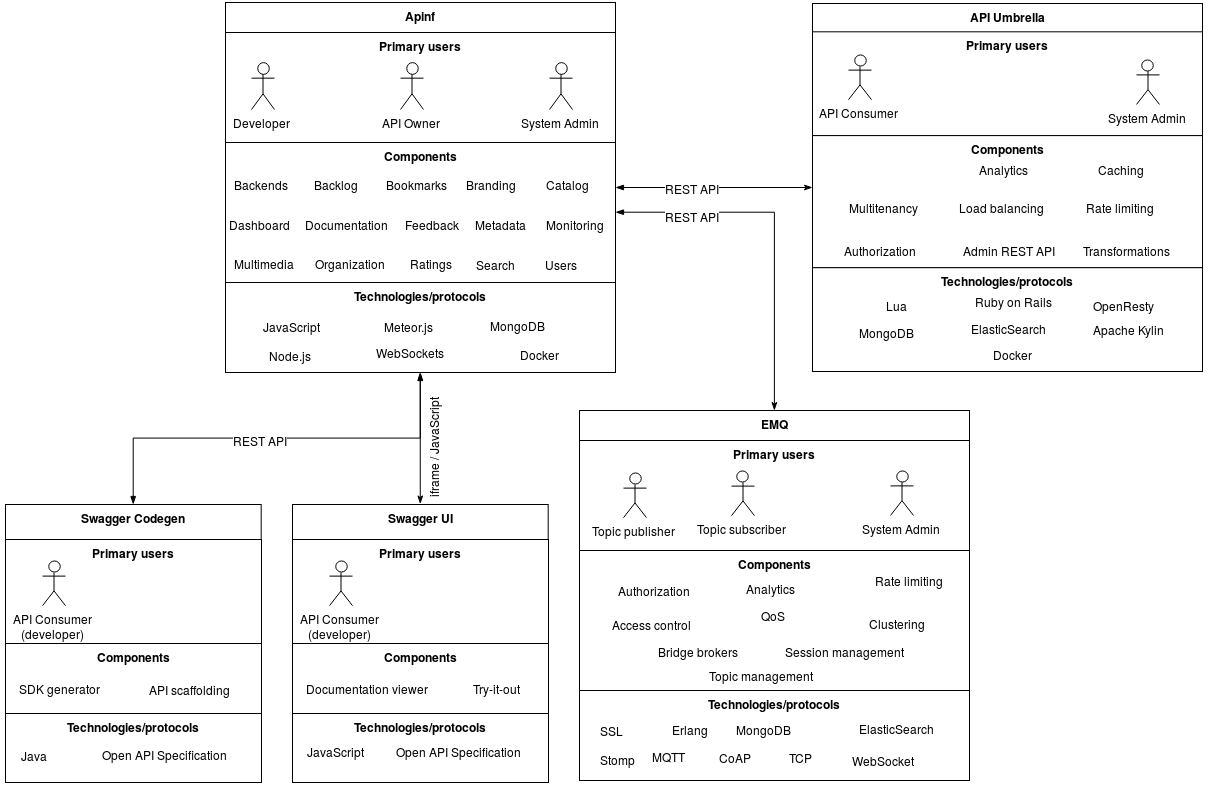 Apinf
Primary users
Developer
API Owner
System Admin
Components
Backends Backlog Bookmarks Branding Catalog
Dashboard Documentation Feedback Metadata Monitoring
Multimedia Organization Ratings Search Users
Technologies/protocols
JavaScript Meteor.js MongoDB
Node.js WebSockets Docker
REST API
REST API
API Umbrella
Primary users
API Consumer
System Admin
Components
Analytics Caching
Multitenancy Load balancing Rate limiting
Authorization Admin REST API Transformations
Technologies/protocols
Lua Ruby on Rails OpenResty
MongoDB ElasticSearch Apache Kylin
Docker
REST API
iframe / JavaScript
Swagger Codegen
Primary users
API Consumer
(developer)
Components
SDK generator API scaffolding
Technologies/protocols
Java Open API Specification
Swagger UI
Primary users
API Consumer
(developer)
Components
Documentation viewer Try-it-out
Technologies/protocols
JavaScript Open API Specification
EMQ
Primary users
Topic publisher Topic subscriber System Admin
Components
Authorization Analytics Rate limiting
Access control QoS Clustering
Bridge brokers Session management
Topic management
Technologies/protocols
SSL Erlang MongoDB ElasticSearch
Stomp MQTT CoAP TCP WebSocket